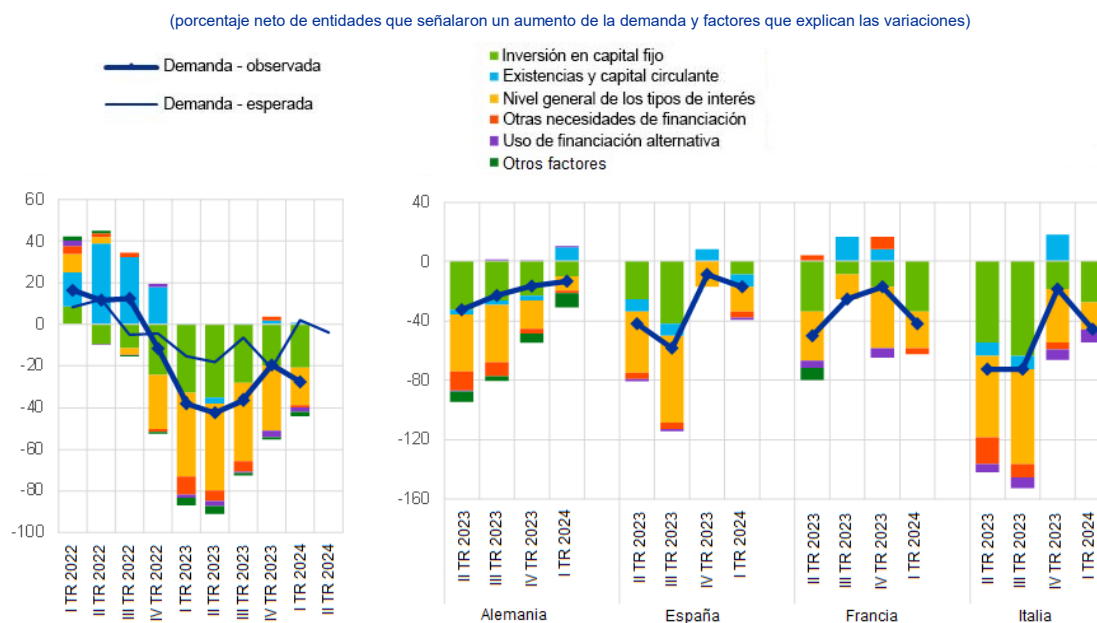 (porcentaje neto de entidades que señalaron un aumento de la demanda y factores que explican las variaciones)
Demanda - observada
Demanda - esperada
Inversión en capital fijo
Existencias y capital circulante
Nivel general de los tipos de interés
Otras necesidades de financiación
Uso de financiación alternativa
Otros factores
60
40
20
0
-20
-40
-60
-80
-100
I TR 2022
II TR 2022
III TR 2022
IV TR 2022
I TR 2023
II TR 2023
III TR 2023
IV TR 2023
I TR 2024
II TR 2024
40
0
-40
-80
-120
-160
II TR 2023
III TR 2023
IV TR 2023
I TR 2024
II TR 2023
III TR 2023
IV TR 2023
I TR 2024
II TR 2023
III TR 2023
IV TR 2023
I TR 2024
II TR 2023
III TR 2023
IV TR 2023
I TR 2024
Alemania
España
Francia
Italia